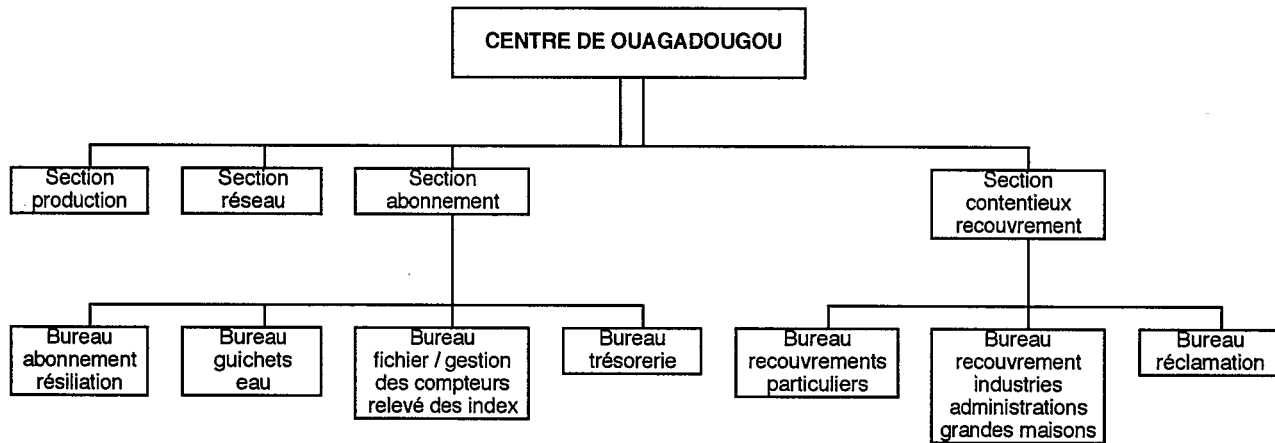 CENTRE DE OUAGADOUGOU
Section
production
Section
réseau
Section
abonnement
Section
contentieux
recouvrement
Bureau
abonnement
résiliation
Bureau
guichets
eau
Bureau
fichier / gestion
des compteurs
relevé des index
Bureau
trésorerie
Bureau
recouvrements
particuliers
Bureau
recouvrement
industries
administrations
grandes maisons
Bureau
réclamation